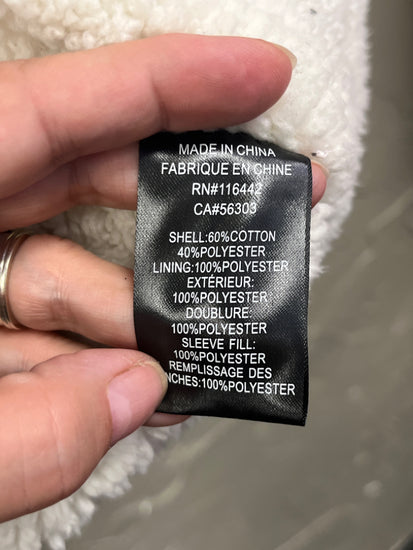 MADE IN CHINA
FABRIQUE EN CHINE
RN#116442
CA#56303
SHELL:60%COTTON
40%POLYESTER
LINING:100%POLYESTER
EXTÉRIEUR:
100%POLYESTER
DOUBLURE:
100%POLYESTER
SLEEVE FILL:
100%POLYESTER
REMPLISSAGE DES
NCHES:100%POLYESTER